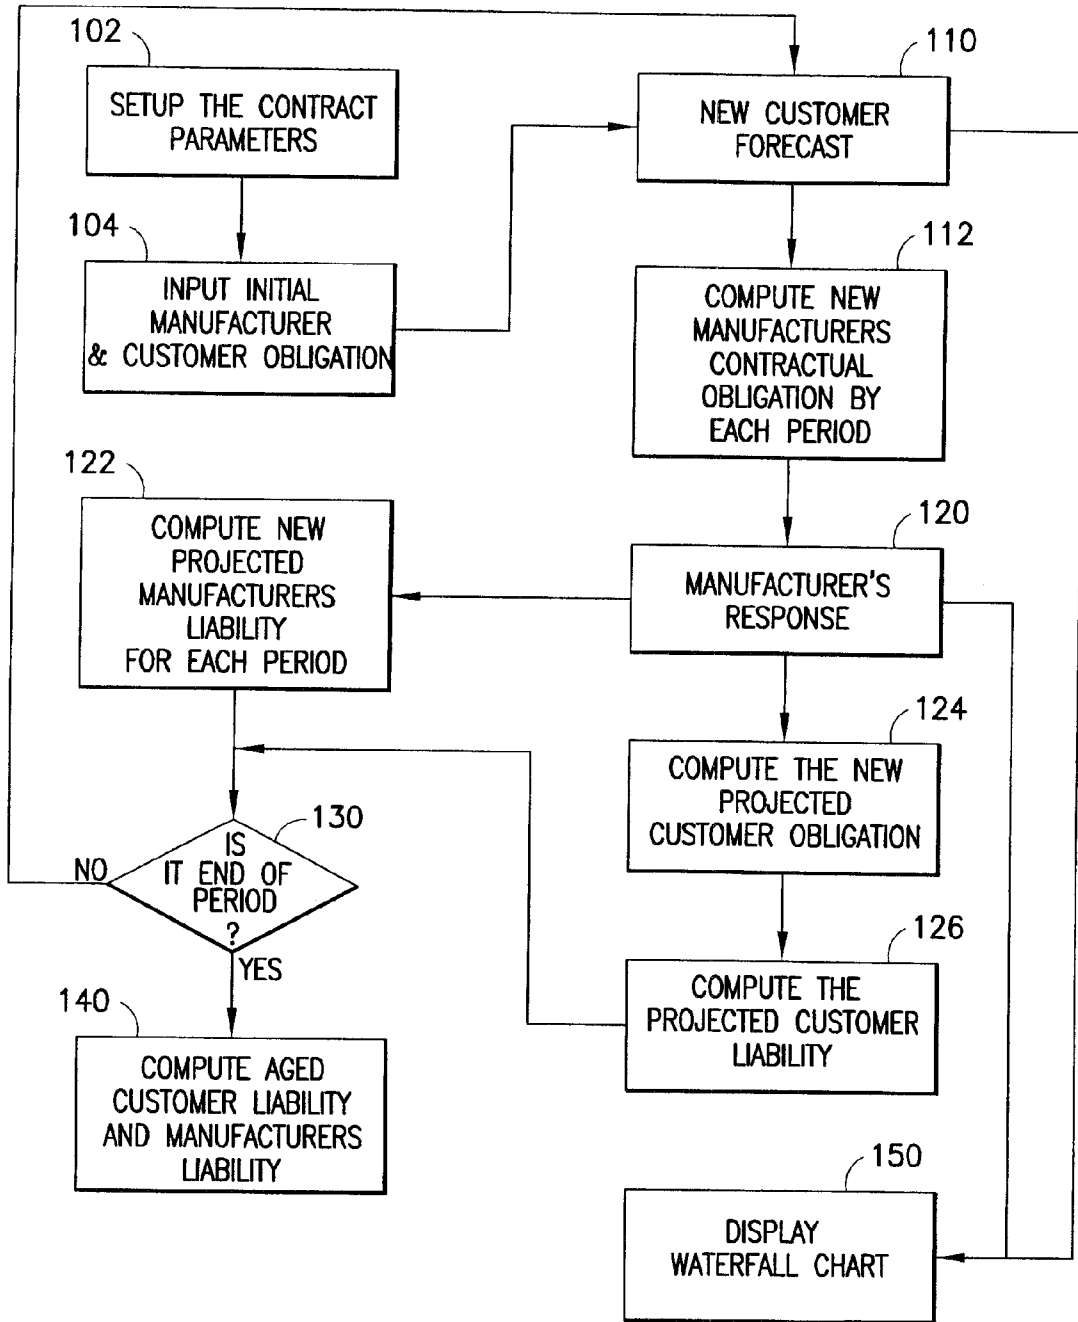 102
SETUP THE CONTRACT
PARAMETERS
104
INPUT INITIAL
MANUFACTURER
& CUSTOMER OBLIGATION
110
NEW CUSTOMER
FORECAST
112
COMPUTE NEW
MANUFACTURERS
CONTRACTUAL
OBLIGATION BY
EACH PERIOD
120
MANUFACTURER'S
RESPONSE
122
COMPUTE NEW
PROJECTED
MANUFACTURERS
LIABILITY
FOR EACH PERIOD
124
COMPUTE THE NEW
PROJECTED
CUSTOMER OBLIGATION
126
COMPUTE THE
PROJECTED CUSTOMER
LIABILITY
130
IS
IT END OF
PERIOD
?
NO
YES
140
COMPUTE AGED
CUSTOMER LIABILITY
AND MANUFACTURERS
LIABILITY
150
DISPLAY
WATERFALL CHART